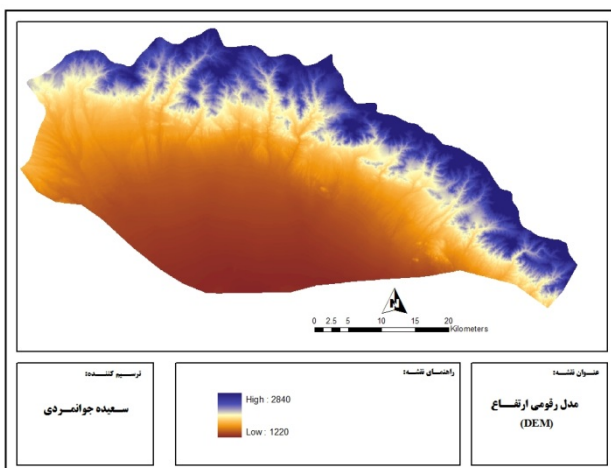 N
0 2.5 5 10 15 20
Kilometers
عنوان نقشه:
مدل رقومی ارتفاع
(DEM)
راهنمای نقشه:
High : 2840
Low : 1220
ترسیم کننده:
سعیده جوانمردی